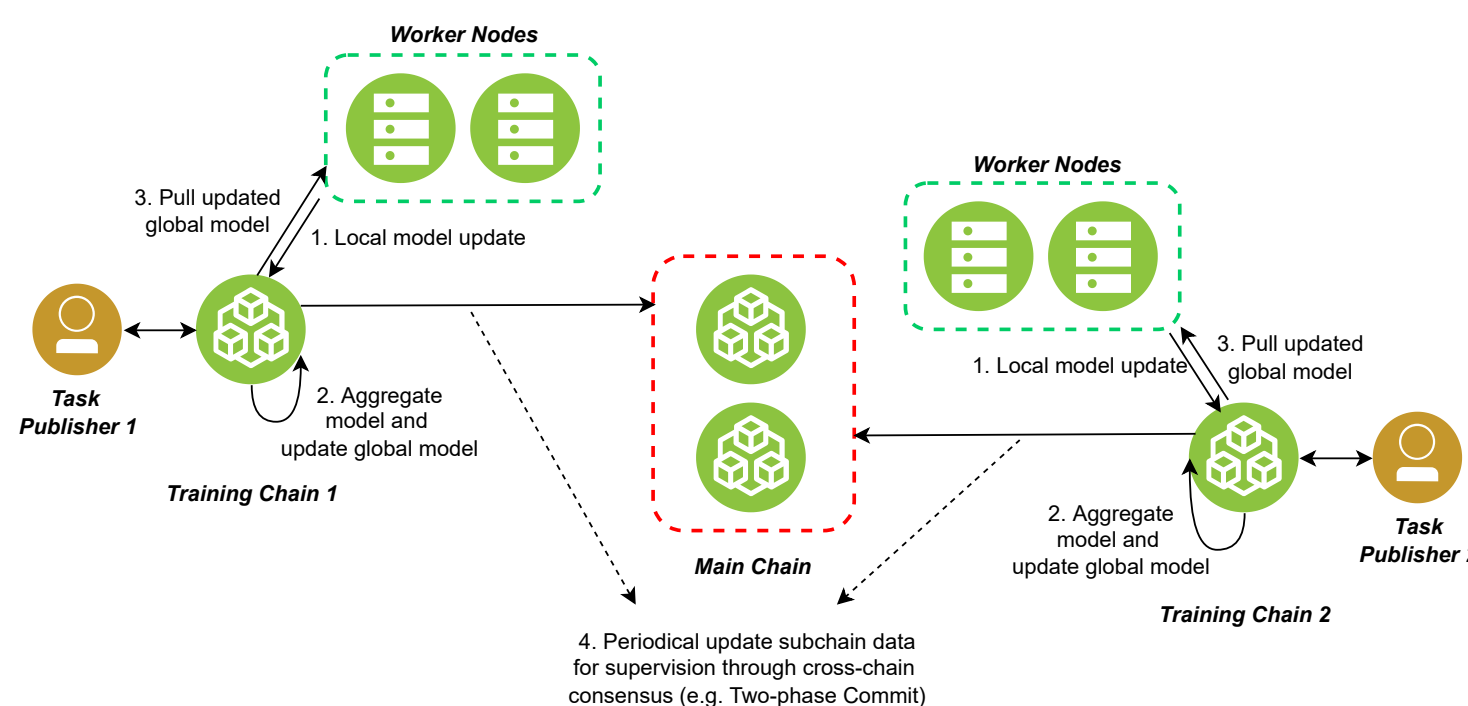 Worker Nodes
3. Pull updated
global model
1. Local model update
Task
Publisher 1
2. Aggregate
model and
update global model
Training Chain 1
Main Chain
Worker Nodes
1. Local model update
3. Pull updated
global model
2. Aggregate
model and
update global model
Task
Publisher
Training Chain 2
4. Periodical update subchain data
for supervision through cross-chain
consensus (e.g. Two-phase Commit)